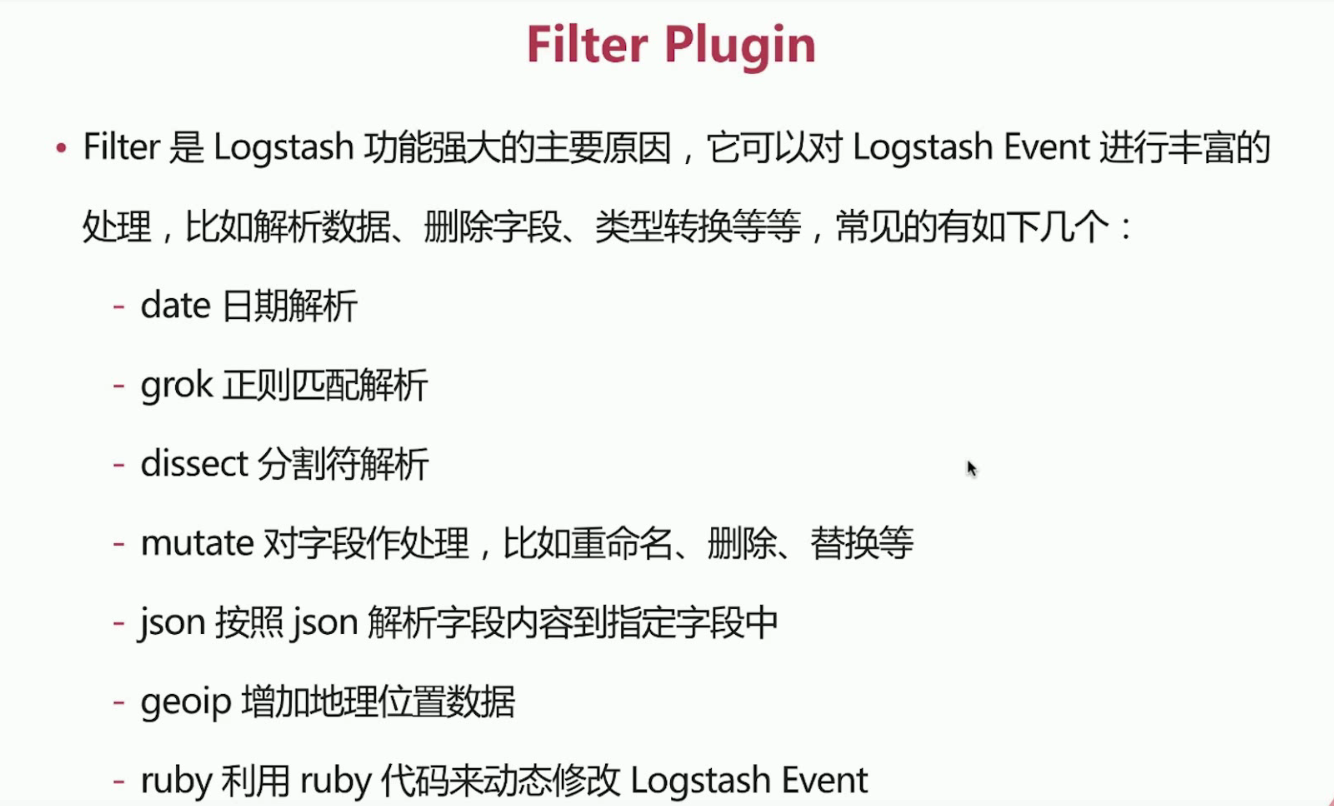 Filter Plugin
• Filter 是 Logstash 功能强大的主要原因，它可以对 Logstash Event 进行丰富的
处理，比如解析数据、删除字段、类型转换等等，常见的有如下几个：
- date 日期解析
- grok 正则匹配解析
- dissect 分割符解析
- mutate 对字段作处理，比如重命名、删除、替换等
- json 按照 json 解析字段内容到指定字段中
- geoip 增加地理位置数据
- ruby 利用 ruby 代码来动态修改 Logstash Event